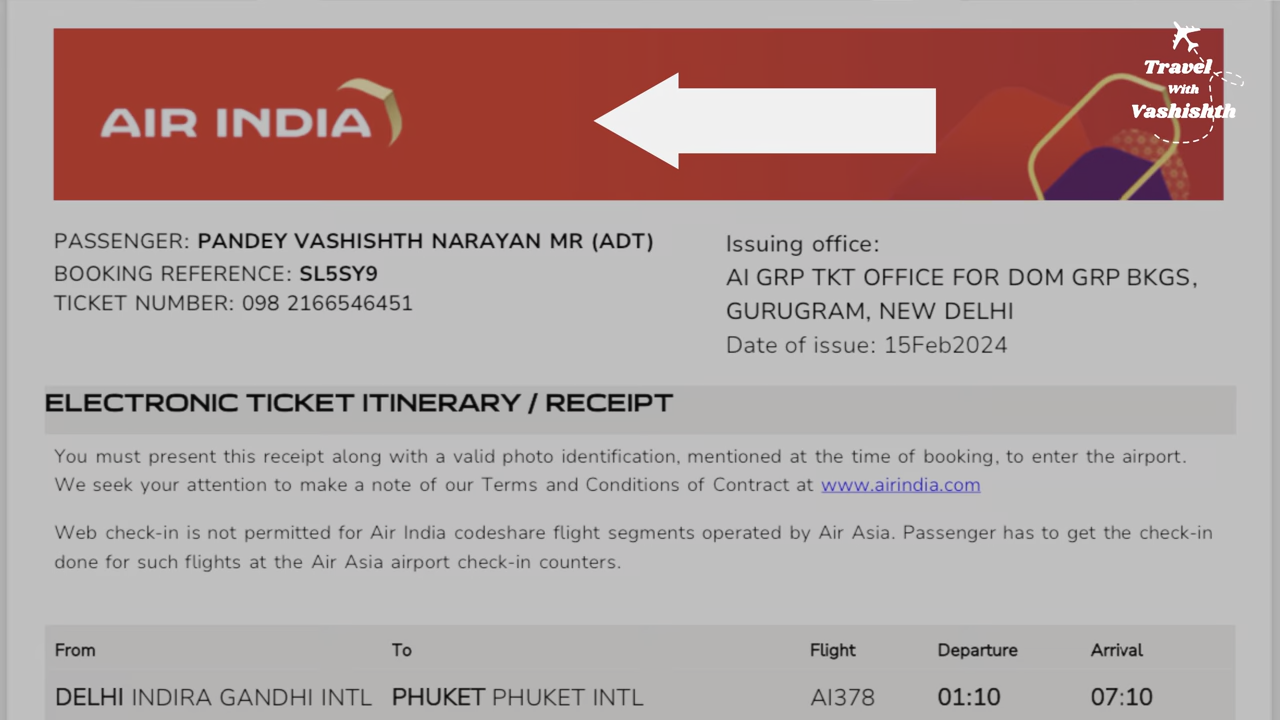 Travel
With
Vashishth
AIR INDIA
PASSENGER: PANDEY VASHISHTH NARAYAN MR (ADT)
BOOKING REFERENCE: SL5SY9
TICKET NUMBER: 098 2166546451
Issuing office:
AI GRP TKT OFFICE FOR DOM GRP BKGS,
GURUGRAM, NEW DELHI
Date of issue: 15Feb2024
ELECTRONIC TICKET ITINERARY / RECEIPT
You must present this receipt along with a valid photo identification, mentioned at the time of booking, to enter the airport.
We seek your attention to make a note of our Terms and Conditions of Contract at www.airindia.com
Web check-in is not permitted for Air India codeshare flight segments operated by Air Asia. Passenger has to get the check-in
done for such flights at the Air Asia airport check-in counters.
From To Flight Departure Arrival
DELHI INDIRA GANDHI INTL PHUKET PHUKET INTL AI378 01:10 07:10